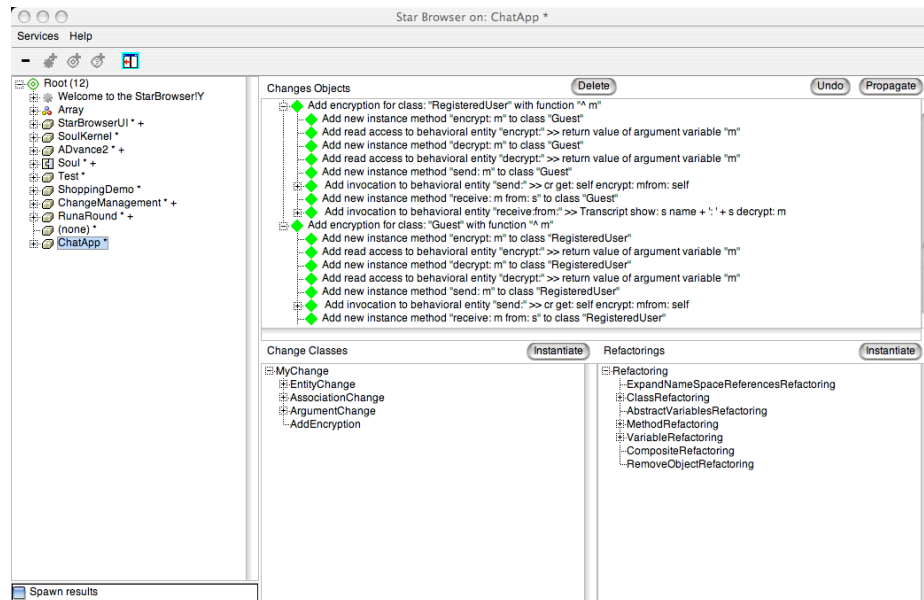 Star Browser on: ChatApp *
Services Help
Root (12)
Welcome to the StarBrowser!Y
Array
StarBrowserUI * +
SoulKernel *
ADvance2 * +
Soul * +
Test *
ShoppingDemo *
ChangeManagement * +
RunaRound * +
(none) *
ChatApp *
Spawn results
Changes Objects Delete Undo Propagate
Add encryption for class: "RegisteredUser" with function "^ m"
Add new instance method "encrypt: m" to class "Guest"
Add read access to behavioral entity "encrypt:" >> return value of argument variable "m"
Add new instance method "decrypt: m" to class "Guest"
Add read access to behavioral entity "decrypt:" >> return value of argument variable "m"
Add new instance method "send: m" to class "Guest"
Add invocation to behavioral entity "send:" >> cr get: self encrypt: mfrom: self
Add new instance method "receive: m from: s" to class "Guest"
Add invocation to behavioral entity "receive:from:" >> Transcript show: s name + ': ' + s decrypt: m
Add encryption for class: "Guest" with function "^ m"
Add new instance method "encrypt: m" to class "RegisteredUser"
Add read access to behavioral entity "encrypt:" >> return value of argument variable "m"
Add new instance method "decrypt: m" to class "RegisteredUser"
Add read access to behavioral entity "decrypt:" >> return value of argument variable "m"
Add new instance method "send: m" to class "RegisteredUser"
Add invocation to behavioral entity "send:" >> cr get: self encrypt: mfrom: self
Add new instance method "receive: m from: s" to class "RegisteredUser"
Change Classes Instantiate
MyChange
EntityChange
AssociationChange
ArgumentChange
AddEncryption
Refactorings Instantiate
Refactoring
ExpandNameSpaceReferencesRefactoring
ClassRefactoring
AbstractVariablesRefactoring
MethodRefactoring
VariableRefactoring
CompositeRefactoring
RemoveObjectRefactoring